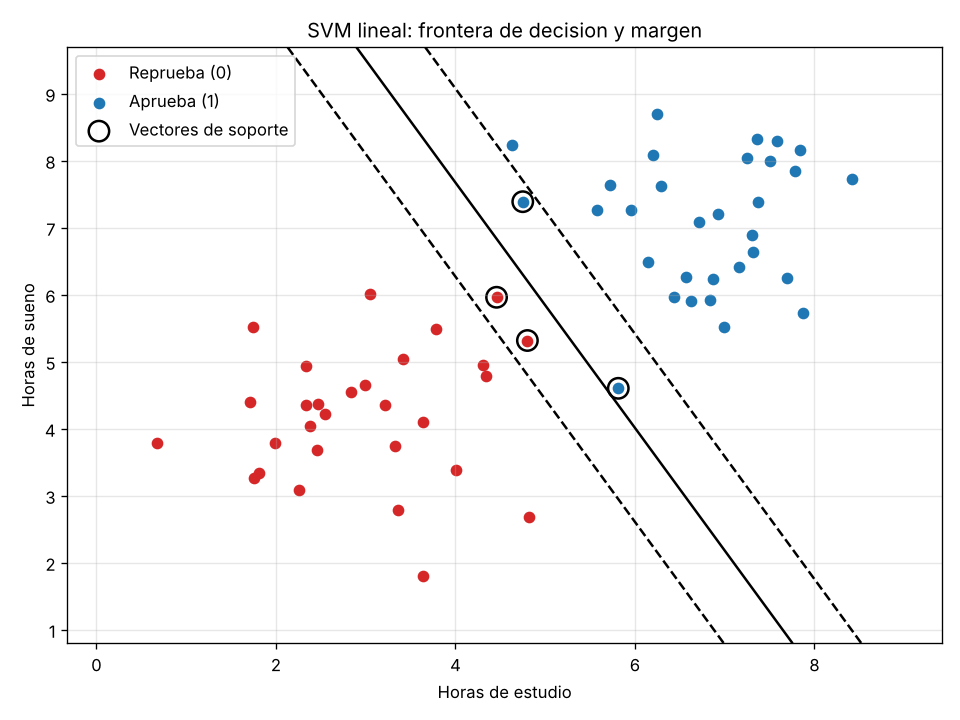 SVM lineal: frontera de decision y margen
Reprueba (0)
Aprueba (1)
Vectores de soporte
Horas de sueno
9
8
7
6
5
4
3
2
1
0
2
4
6
8
Horas de estudio